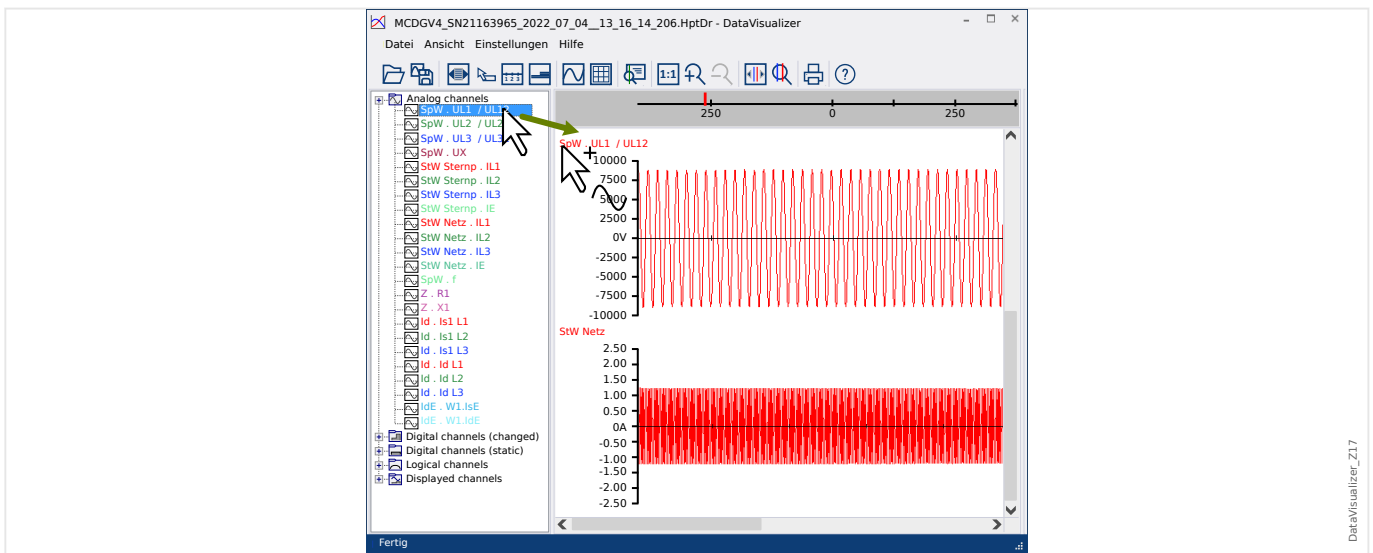 MCDGV4_SN21163965_2022_07_04__13_16_14_206.HptDr - DataVisualizer
Datei Ansicht Einstellungen Hilfe
1 2 3
1:1
?
Analog channels
SpW . UL1 / UL12
SpW . UL2 / UL2
SpW . UL3 / UL3
SpW . UX
StW Sternp . IL1
StW Sternp . IL2
StW Sternp . IL3
StW Sternp . IE
StW Netz . IL1
StW Netz . IL2
StW Netz . IL3
StW Netz . IE
SpW . f
Z . R1
Z . X1
Id . Is1 L1
Id . Is1 L2
Id . Is1 L3
Id . Id L1
Id . Id L2
Id . Id L3
IdE . W1.IsE
IdE . W1.IdE
Digital channels (changed)
Digital channels (static)
Logical channels
Displayed channels
250 0 250
SpW . UL1 / UL12
10000
7500
5000
2500
0V
-2500
-5000
-7500
-10000
StW Netz
2.50
2.00
1.50
1.00
0.50
0A
-0.50
-1.00
-1.50
-2.00
-2.50
Fertig
DataVisualizer_Z17